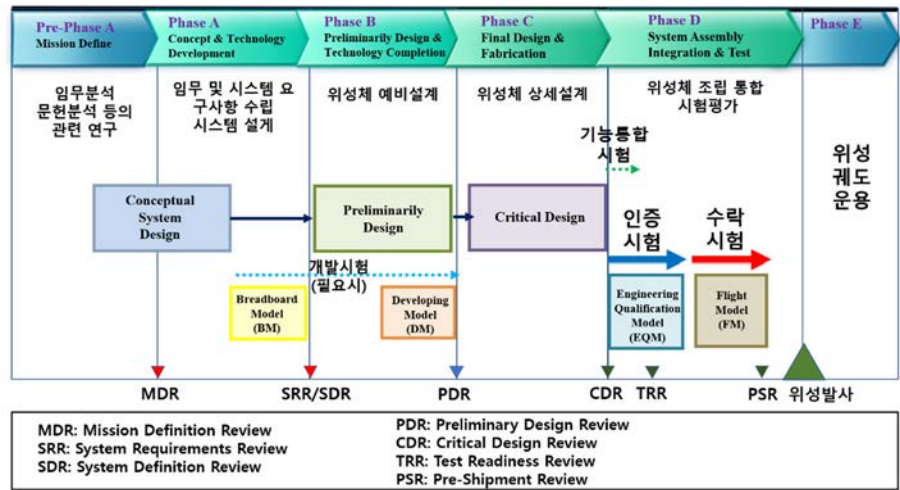 Pre-Phase A
Mission Define
Phase A
Concept & Technology
Development
Phase B
Preliminarily Design &
Technology Completion
Phase C
Final Design &
Fabrication
Phase D
System Assembly
Integration & Test
Phase E
임무분석
문헌분석 등의
관련 연구
임무 및 시스템 요
구사항 수립
시스템 설게
위성체 예비설계
위성체 상세설계
위성체 조립 통합
시험평가
기능통합
시험
위성
궤도
운용
Conceptual
System
Design
Preliminarily
Design
Critical Design
인증
시험
수락
시험
개발시험
(필요시)
Breadboard
Model
(BM)
Developing
Model
(DM)
Engineering
Qualification
Model
(EQM)
Flight
Model
(FM)
MDR
SRR/SDR
PDR
CDR
TRR
PSR
위성발사
MDR: Mission Definition Review
SRR: System Requirements Review
SDR: System Definition Review
PDR: Preliminary Design Review
CDR: Critical Design Review
TRR: Test Readiness Review
PSR: Pre-Shipment Review